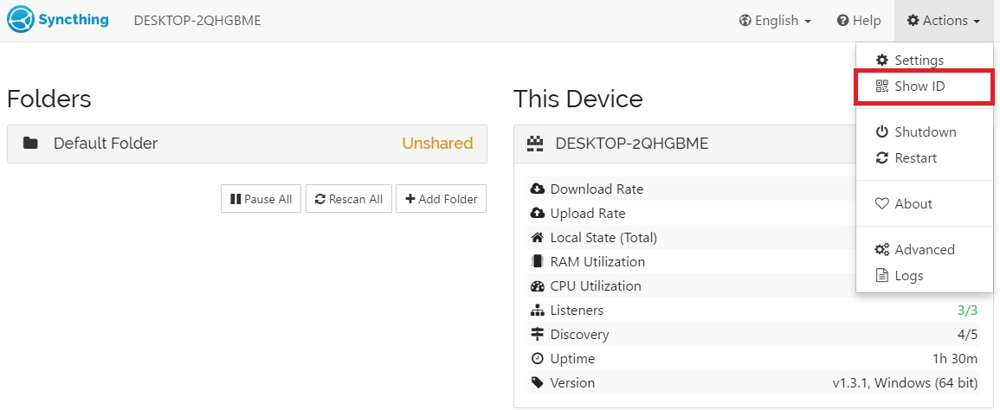 Syncthing DESKTOP-2QHGBME English Help Actions
Settings
Show ID
Shutdown
Restart
About
Advanced
Logs
Folders
Default Folder Unshared
Pause All Rescan All Add Folder
This Device
DESKTOP-2QHGBME
Download Rate
Upload Rate
Local State (Total)
RAM Utilization
CPU Utilization
Listeners 3/3
Discovery 4/5
Uptime 1h 30m
Version v1.3.1, Windows (64 bit)